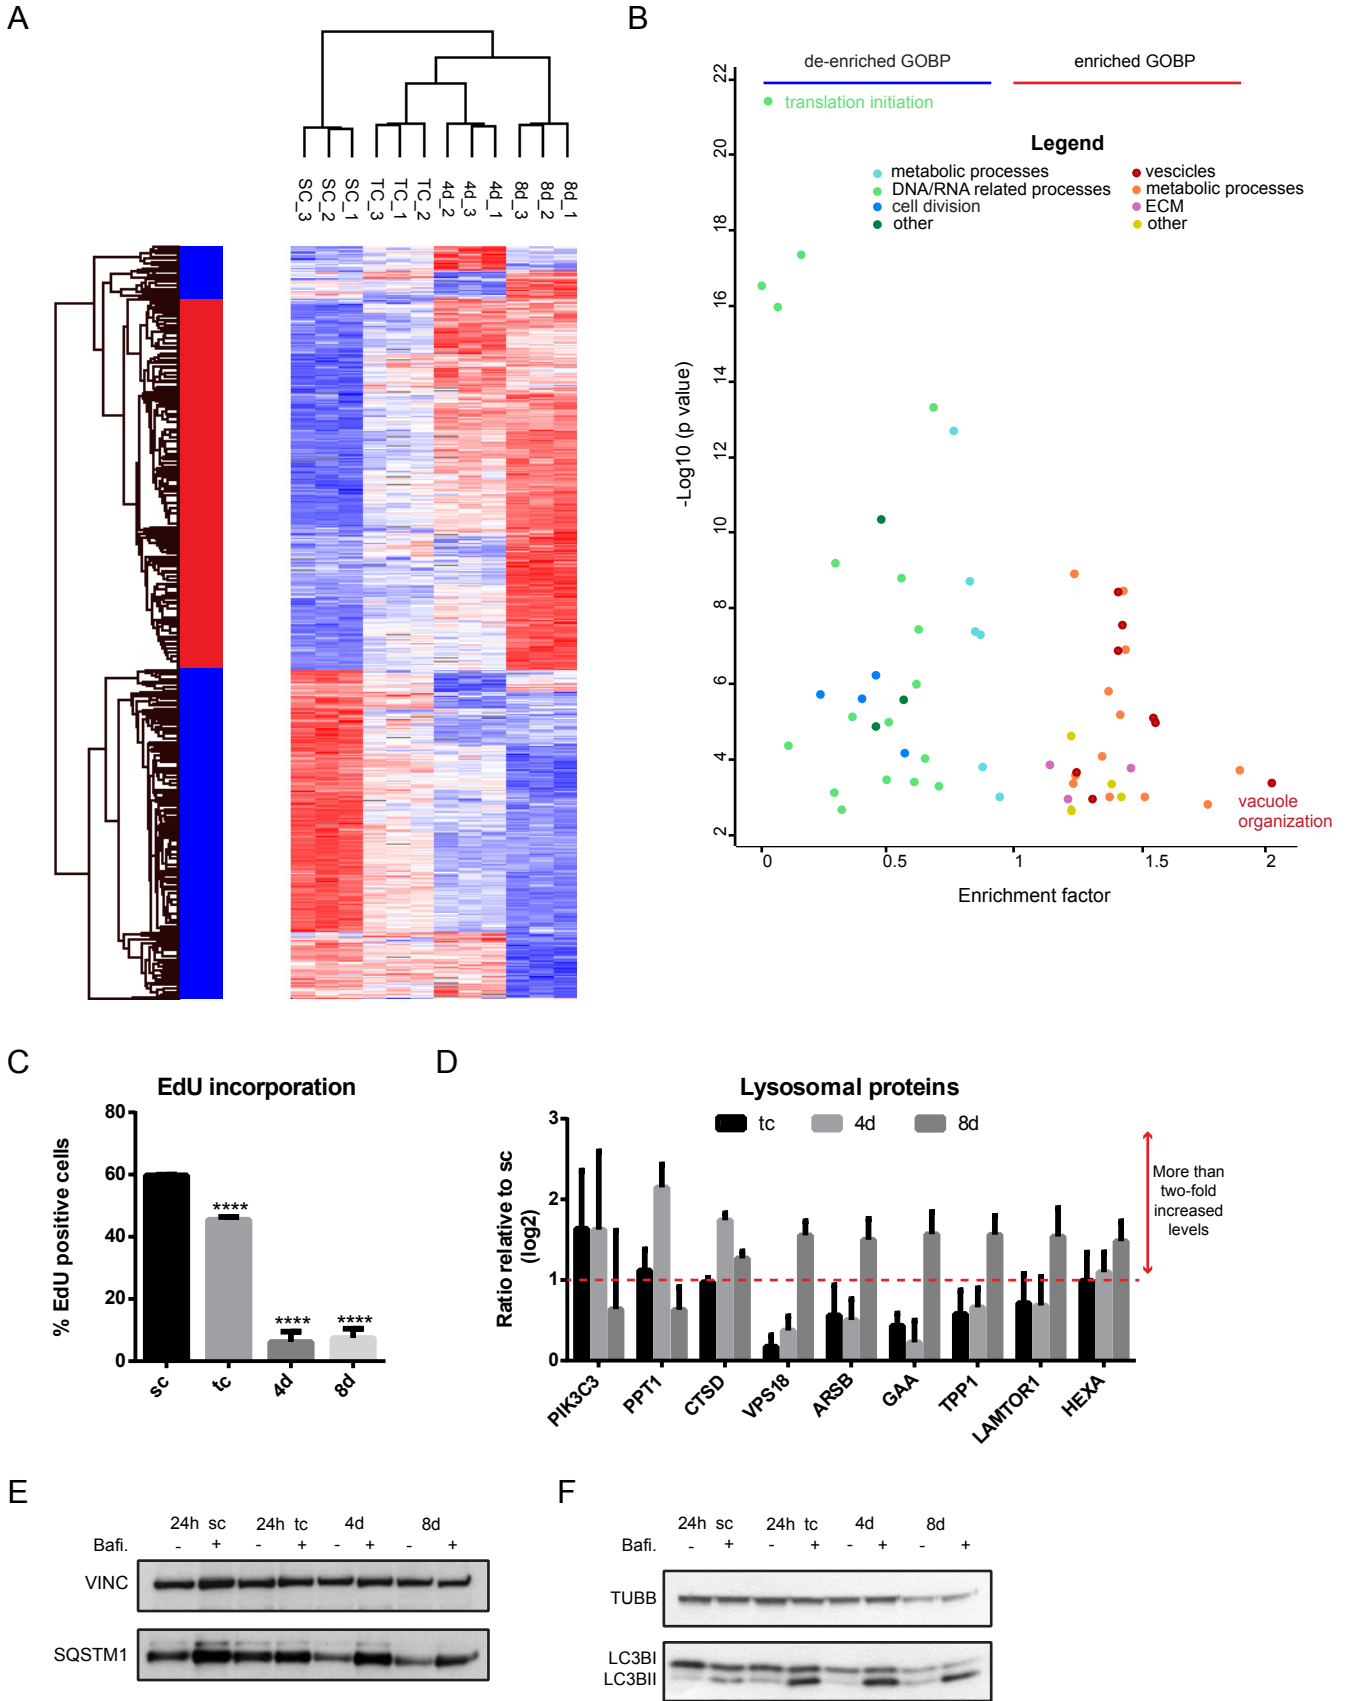 A
SC_3 SC_2 SC_1 TC_3 TC_1 TC_2 4d_2 4d_3 4d_1 8d_3 8d_2 8d_1
B
de-enriched GOBP
enriched GOBP
translation initiation
Legend
metabolic processes
DNA/RNA related processes
cell division
other
vescicles
metabolic processes
ECM
other
-Log10 (p value)
22
20
18
16
14
12
10
8
6
4
2
vacuole
organization
0 0.5 1 1.5 2
Enrichment factor
C
EdU incorporation
% EdU positive cells
80
60
40
20
0
**** **** ****
sc tc 4d 8d
D
Lysosomal proteins
tc 4d 8d
Ratio relative to sc
(log2)
3
2
1
0
More than
two-fold
increased
levels
PIK3C3 PPT1 CTSD VPS18 ARSB GAA TPP1 LAMTOR1 HEXA
E
24h sc 24h tc 4d 8d
Bafi. - + - + - + - +
VINC
SQSTM1
F
24h sc 24h tc 4d 8d
Bafi. - + - + - + - +
TUBB
LC3BI
LC3BII